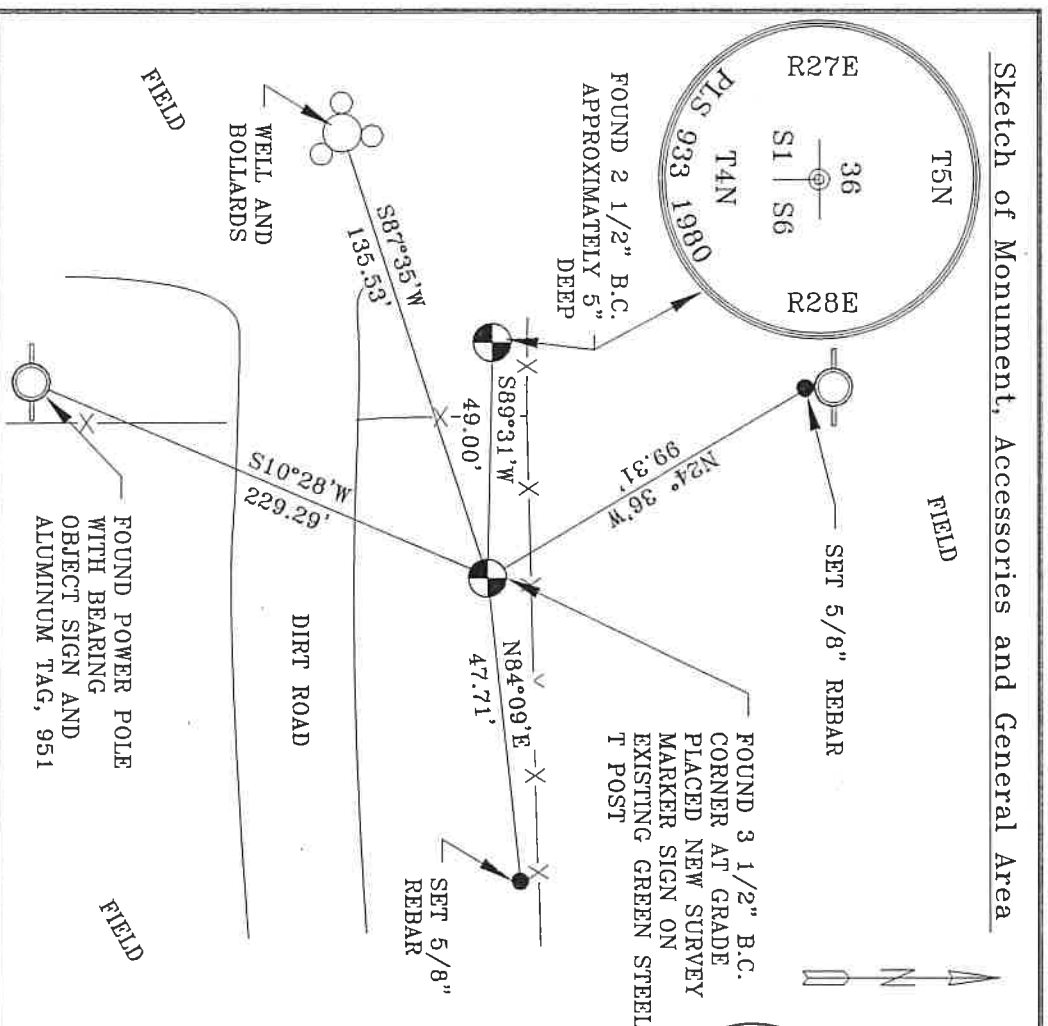 Sketch of Monument, Accessories and General Area
T5N
R27E
36
R28E
S1
S6
T4N
PLS 933 1980
FIELD
SET 5/8" REBAR
FOUND 2 1/2" B.C.
APPROXIMATELY 5"
DEEP
N24° 36'W
99.31'
FOUND 3 1/2" B.C.
CORNER AT GRADE
PLACED NEW SURVEY
MARKER SIGN ON
EXISTING GREEN STEEL
T POST
N
X
X
X
X
X
S89°31'W
49.00'
N84°09'E
47.71'
X
S87°35'W
135.53'
FIELD
WELL AND
BOLLARDS
SET 5/8"
REBAR
DIRT ROAD
S10°28'W
229.29'
X
FOUND POWER POLE
WITH BEARING
OBJECT SIGN AND
ALUMINUM TAG, 951
FIELD